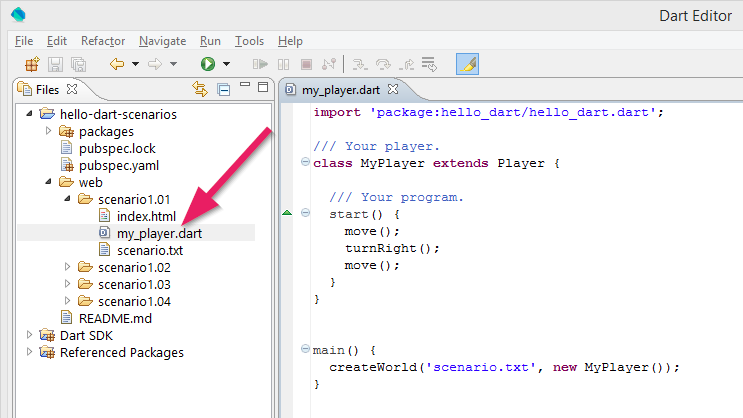 Dart Editor
File Edit Refactor Navigate Run Tools Help
Files
hello-dart-scenarios
packages
pubspec.lock
pubspec.yaml
web
scenario1.01
index.html
my_player.dart
scenario.txt
scenario1.02
scenario1.03
scenario1.04
README.md
Dart SDK
Referenced Packages
my_player.dart
import 'package:hello_dart/hello_dart.dart';
/// Your player.
class MyPlayer extends Player {
/// Your program.
start() {
move();
turnRight();
move();
}
}
main() {
createWorld('scenario.txt', new MyPlayer());
}